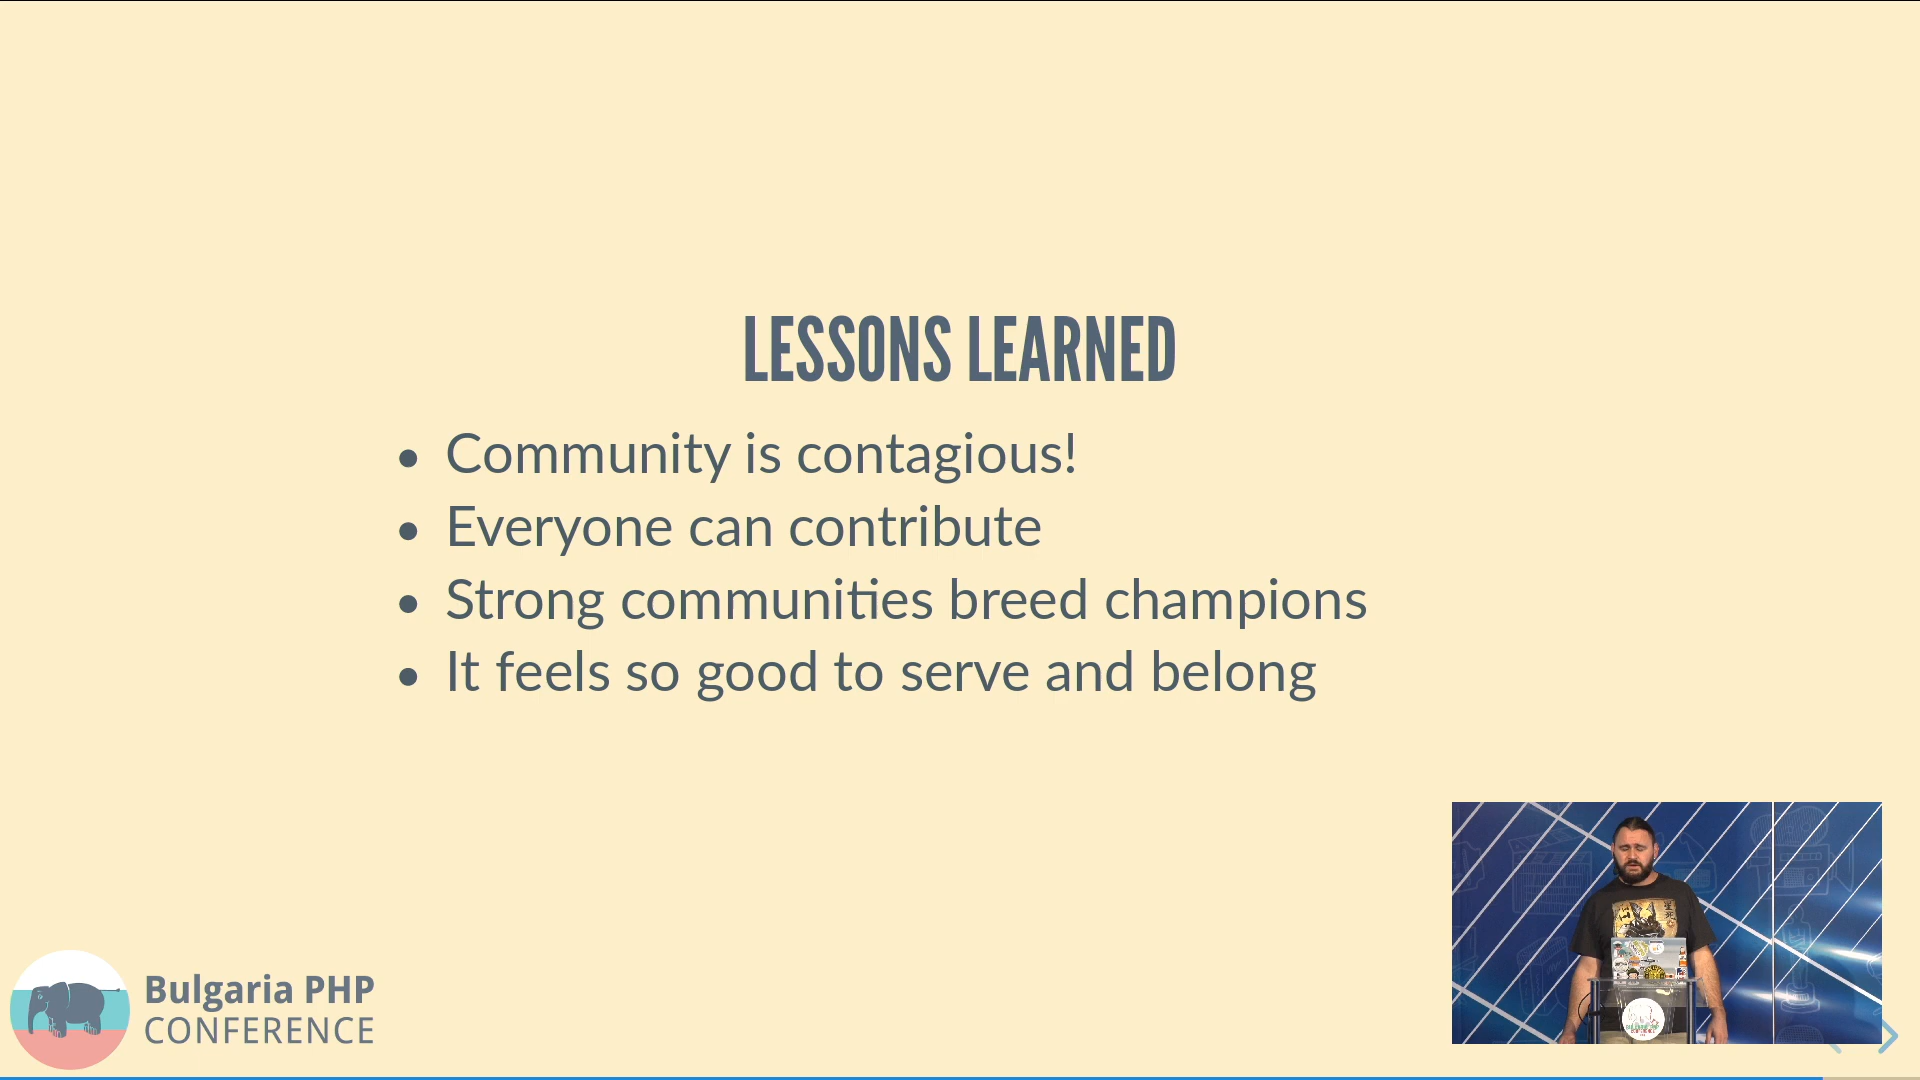 LESSONS LEARNED
Community is contagious!
Everyone can contribute
Strong communities breed champions
It feels so good to serve and belong
Bulgaria PHP
CONFERENCE